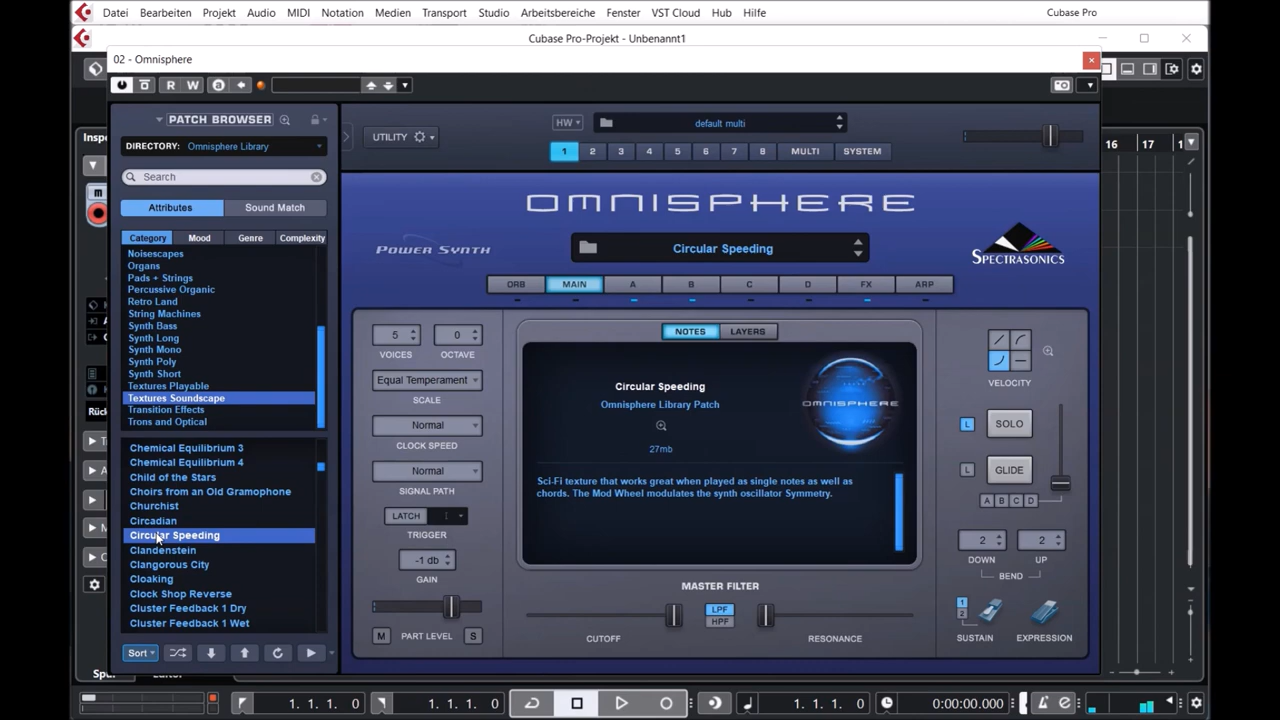 Datei Bearbeiten Projekt Audio MIDI Notation Medien Transport Studio Arbeitsbereiche Fenster VST Cloud Hub Hilfe Cubase Pro
Cubase Pro-Projekt - Unbenannt1
02 - Omnisphere
R W
PATCH BROWSER
DIRECTORY: Omnisphere Library
Search
Attributes Sound Match
Category Mood Genre Complexity
Noisescapes
Organs
Pads + Strings
Percussive Organic
Retro Land
String Machines
Synth Bass
Synth Long
Synth Mono
Synth Poly
Synth Short
Textures Playable
Textures Soundscape
Transition Effects
Trons and Optical
Chemical Equilibrium 3
Chemical Equilibrium 4
Child of the Stars
Choirs from an Old Gramophone
Churchist
Circadian
Circular Speeding
Clandenstein
Clangorous City
Cloaking
Clock Shop Reverse
Cluster Feedback 1 Dry
Cluster Feedback 1 Wet
Sort
UTILITY
HW default multi
1 2 3 4 5 6 7 8 MULTI SYSTEM
OMNISPHERE
POWER SYNTH
Circular Speeding
SPECTRASONICS
ORB MAIN A B C D FX ARP
5 0
VOICES OCTAVE
Equal Temperament
SCALE
Normal
CLOCK SPEED
Normal
SIGNAL PATH
LATCH
TRIGGER
-1 db
GAIN
M PART LEVEL S
NOTES LAYERS
Circular Speeding
Omnisphere Library Patch
27mb
OMNISPHERE
Sci-Fi texture that works great when played as single notes as well as
chords. The Mod Wheel modulates the synth oscillator Symmetry.
MASTER FILTER
LPF
HPF
CUTOFF RESONANCE
VELOCITY
L SOLO
L GLIDE
A B C D
2 2
DOWN UP
BEND
1
2
SUSTAIN EXPRESSION
16 17
Inspe
m
1. 1. 1. 0 1. 1. 1. 0 1. 1. 1. 0 0:00:00.000